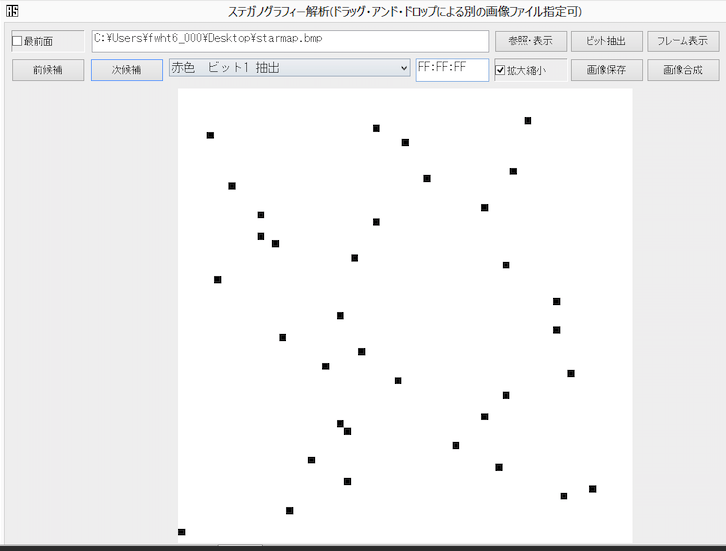 ステガノグラフィー解析(ドラッグ・アンド・ドロップによる別の画像ファイル指定可)
最前面 C:¥Users¥fwht6_000¥Desktop¥starmap.bmp 参照・表示 ビット抽出 フレーム表示
前候補 次候補 赤色 ビット1 抽出 FF:FF:FF 拡大縮小 画像保存 画像合成